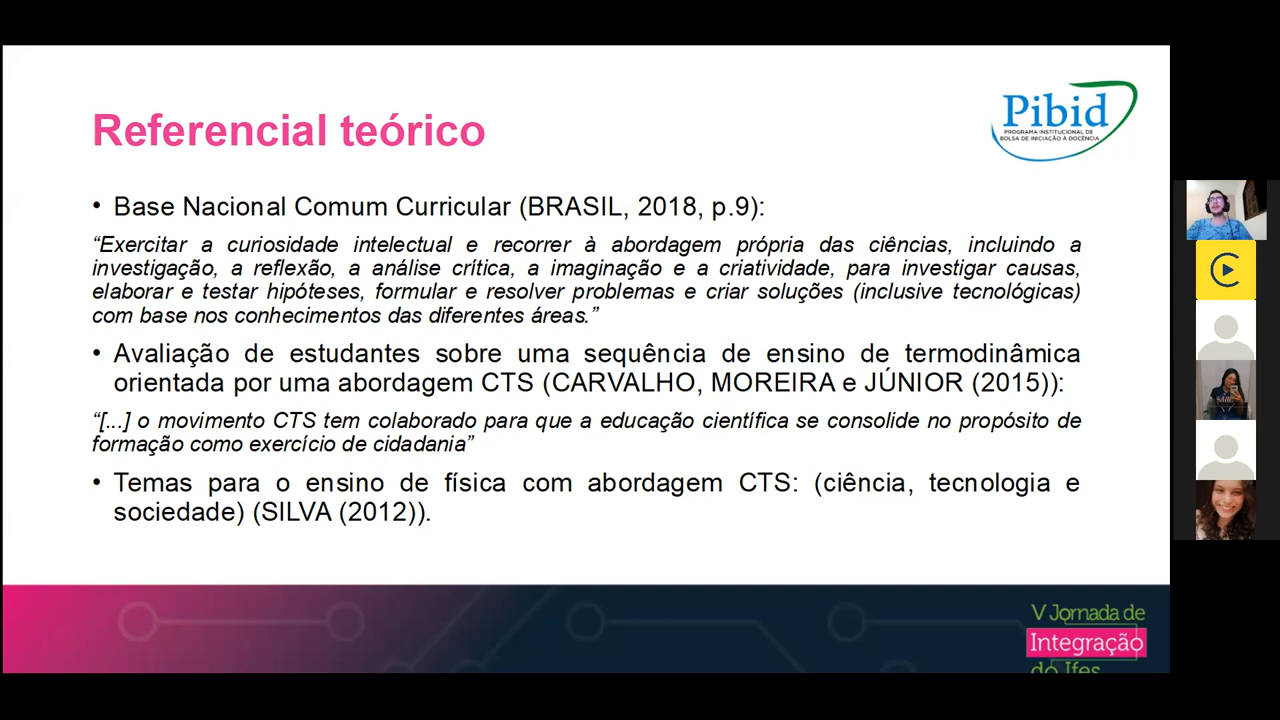 Referencial teórico
Pibid
PROGRAMA INSTITUCIONAL DE
BOLSA DE INICIAÇÃO À DOCÊNCIA
• Base Nacional Comum Curricular (BRASIL, 2018, p.9):
“Exercitar a curiosidade intelectual e recorrer à abordagem própria das ciências, incluindo a
investigação, a reflexão, a análise crítica, a imaginação e a criatividade, para investigar causas,
elaborar e testar hipóteses, formular e resolver problemas e criar soluções (inclusive tecnológicas)
com base nos conhecimentos das diferentes áreas.”
• Avaliação de estudantes sobre uma sequência de ensino de termodinâmica
orientada por uma abordagem CTS (CARVALHO, MOREIRA e JÚNIOR (2015)):
“[...] o movimento CTS tem colaborado para que a educação científica se consolide no propósito de
formação como exercício de cidadania”
• Temas para o ensino de física com abordagem CTS: (ciência, tecnologia e
sociedade) (SILVA (2012)).
V Jornada de
Integração
do Ifes